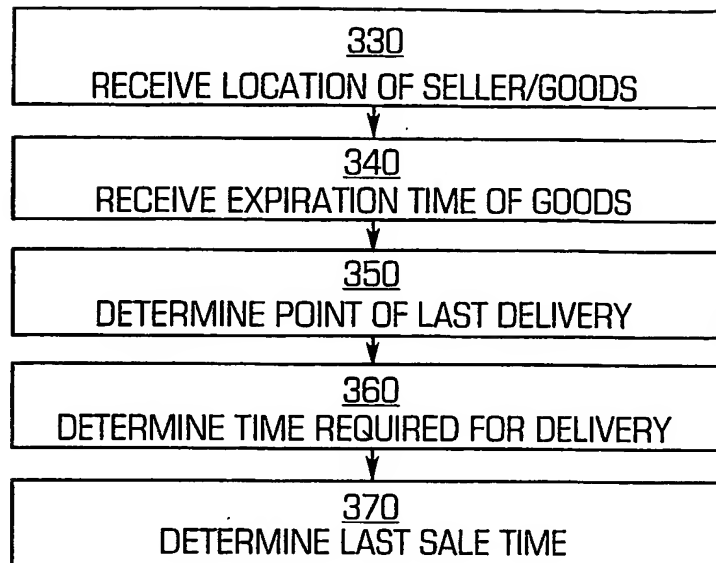 330
RECEIVE LOCATION OF SELLER/GOODS
340
RECEIVE EXPIRATION TIME OF GOODS
350
DETERMINE POINT OF LAST DELIVERY
360
DETERMINE TIME REQUIRED FOR DELIVERY
370
DETERMINE LAST SALE TIME